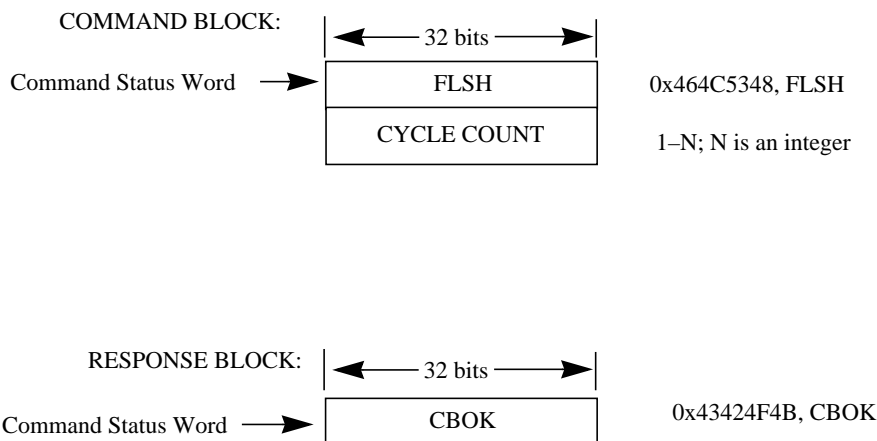 COMMAND BLOCK:
32 bits
Command Status Word
FLSH
0x464C5348, FLSH
CYCLE COUNT
1–N; N is an integer
RESPONSE BLOCK:
32 bits
Command Status Word
CBOK
0x43424F4B, CBOK